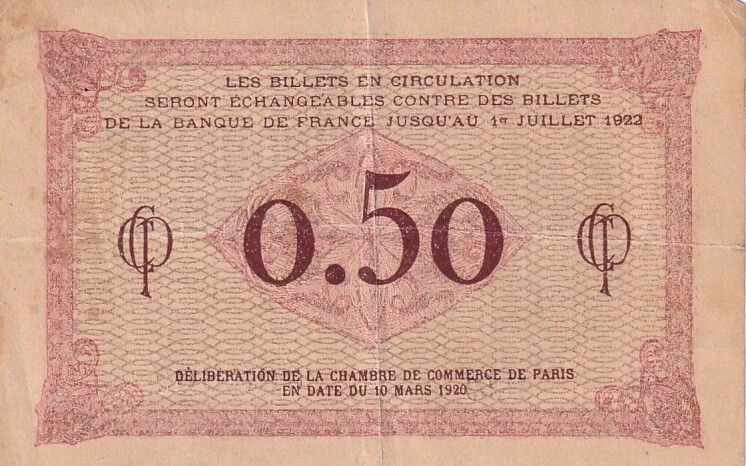 LES BILLETS EN CIRCULATION
SERONT ÉCHANGEABLES CONTRE DES BILLETS
DE LA BANQUE DE FRANCE JUSQU'AU 1er JUILLET 1922
0.50
DÉLIBÉRATION DE LA CHAMBRE DE COMMERCE DE PARIS
EN DATE DU 10 MARS 1920